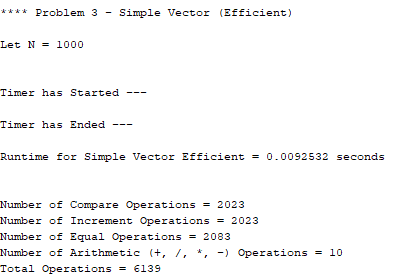 **** Problem 3 - Simple Vector (Efficient)
Let N = 1000
Timer has Started ---
Timer has Ended ---
Runtime for Simple Vector Efficient = 0.0092532 seconds
Number of Compare Operations = 2023
Number of Increment Operations = 2023
Number of Equal Operations = 2083
Number of Arithmetic (+, /, *, -) Operations = 10
Total Operations = 6139